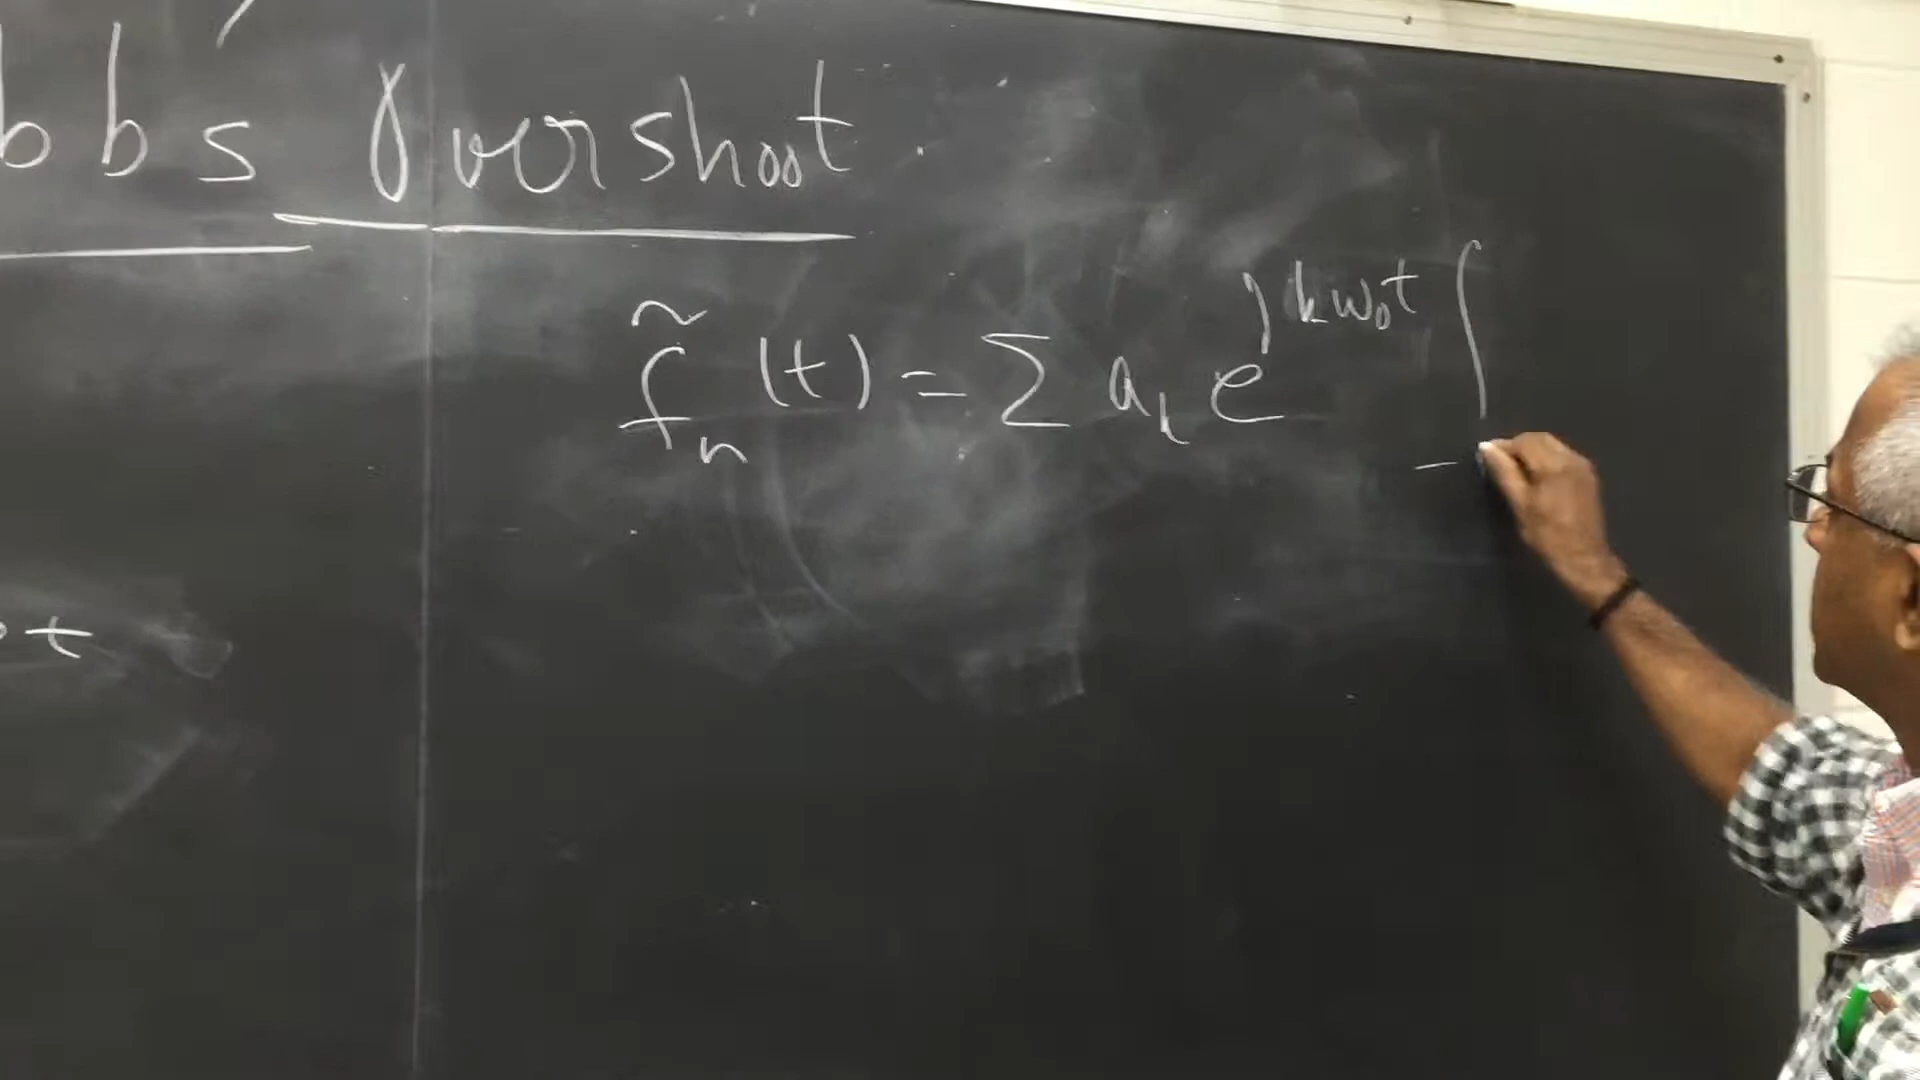 bbs Overshoot
f̃ₙ(t) = Σ aₖ e^{jkω₀t} ∫
t